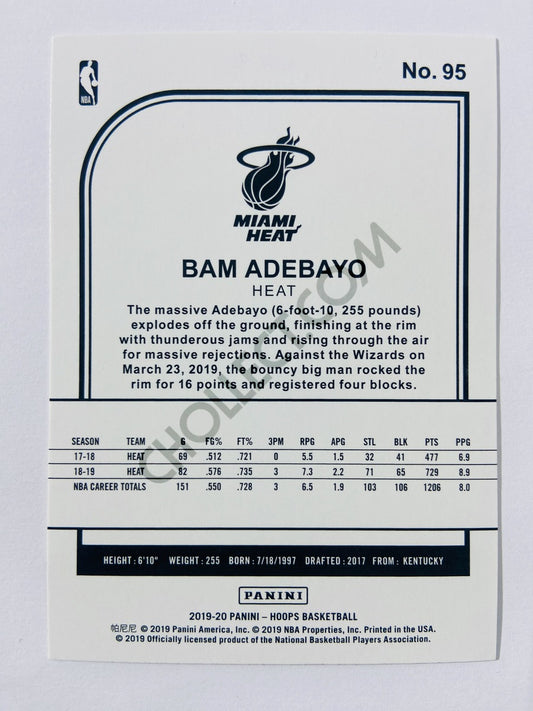 No. 95
NBA
MIAMI
HEAT
BAM ADEBAYO
HEAT
The massive Adebayo (6-foot-10, 255 pounds)
explodes off the ground, finishing at the rim
with thunderous jams and rising through the air
for massive rejections. Against the Wizards on
March 23, 2019, the bouncy big man rocked the
rim for 16 points and registered four blocks.
CHOLLECT.COM
SEASON TEAM G FG% FT% 3PM RPG APG STL BLK PTS PPG
17-18 HEAT 69 .512 .721 0 5.5 1.5 32 41 477 6.9
18-19 HEAT 82 .576 .735 3 7.3 2.2 71 65 729 8.9
NBA CAREER TOTALS 151 .550 .728 3 6.5 1.9 103 106 1206 8.0
HEIGHT: 6'10" WEIGHT: 255 BORN: 7/18/1997 DRAFTED: 2017 FROM: KENTUCKY
PANINI
2019-20 PANINI – HOOPS BASKETBALL
帕尼尼 © 2019 Panini America, Inc. © 2019 NBA Properties, Inc. Printed in the USA.
© 2019 Officially licensed product of the National Basketball Players Association.